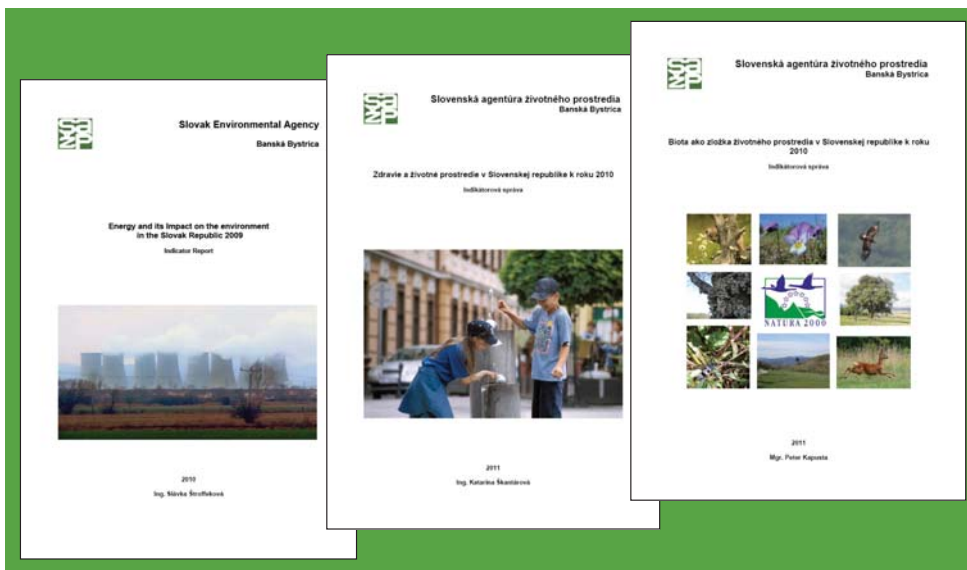 Slovak Environmental Agency
Banská Bystrica
Energy and its Impact on the environment
in the Slovak Republic 2009
Indicator Report
2010
Ing. Slávka Štroffeková
Slovenská agentúra životného prostredia
Banská Bystrica
Zdravie a životné prostredie v Slovenskej republike k roku 2010
Indikátorová správa
2011
Ing. Katarína Škantárová
Slovenská agentúra životného prostredia
Banská Bystrica
Biota ako zložka životného prostredia v Slovenskej republike k roku
2010
Indikátorová správa
NATURA 2000
2011
Mgr. Peter Kapusta